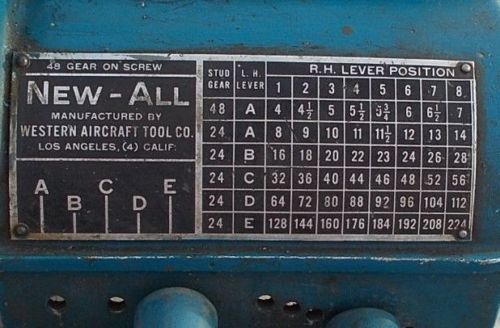 48 GEAR ON SCREW
NEW-ALL
MANUFACTURED BY
WESTERN AIRCRAFT TOOL CO.
LOS ANGELES, (4) CALIF.
A B C D E
STUD GEAR L. H. LEVER R.H. LEVER POSITION
1 2 3 4 5 6 7 8
48 A 4 4½ 5 5½ 5¾ 6 6½ 7
24 A 8 9 10 11 11½ 12 13 14
24 B 16 18 20 22 23 24 26 28
24 C 32 36 40 44 46 48 52 56
24 D 64 72 80 88 92 96 104 112
24 E 128 144 160 176 184 192 208 224